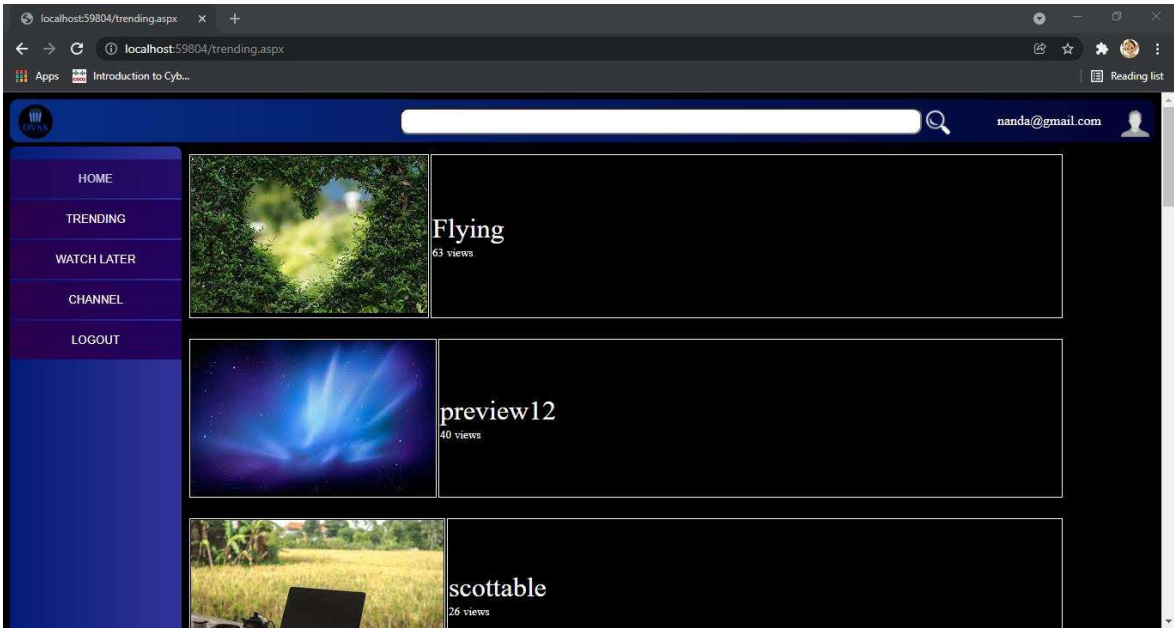 localhost:59804/trending.aspx
localhost:59804/trending.aspx
Apps Introduction to Cyb... Reading list
OVSS
nanda@gmail.com
HOME
TRENDING
WATCH LATER
CHANNEL
LOGOUT
Flying
63 views
preview12
40 views
scottable
26 views